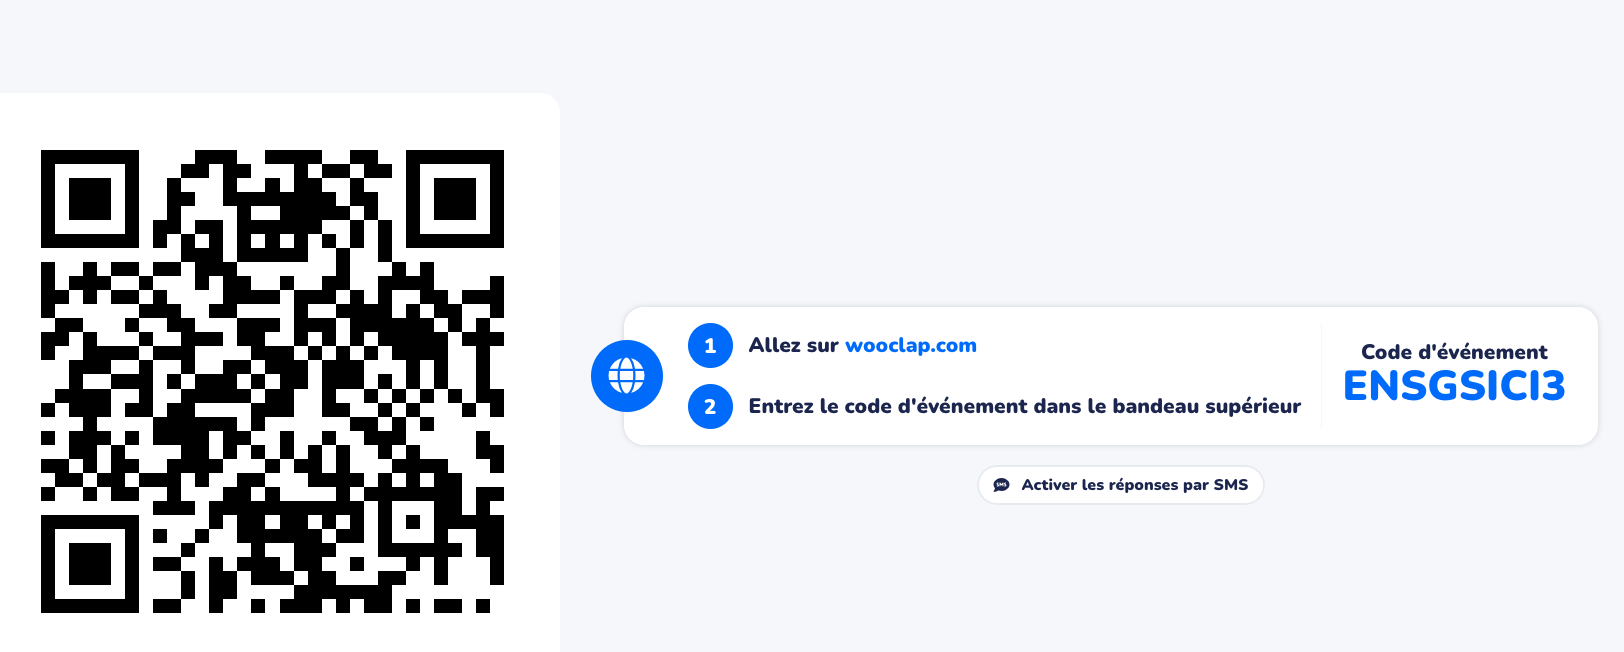 1 Allez sur wooclap.com
2 Entrez le code d'événement dans le bandeau supérieur
Code d'événement
ENSGSICI3
SMS Activer les réponses par SMS